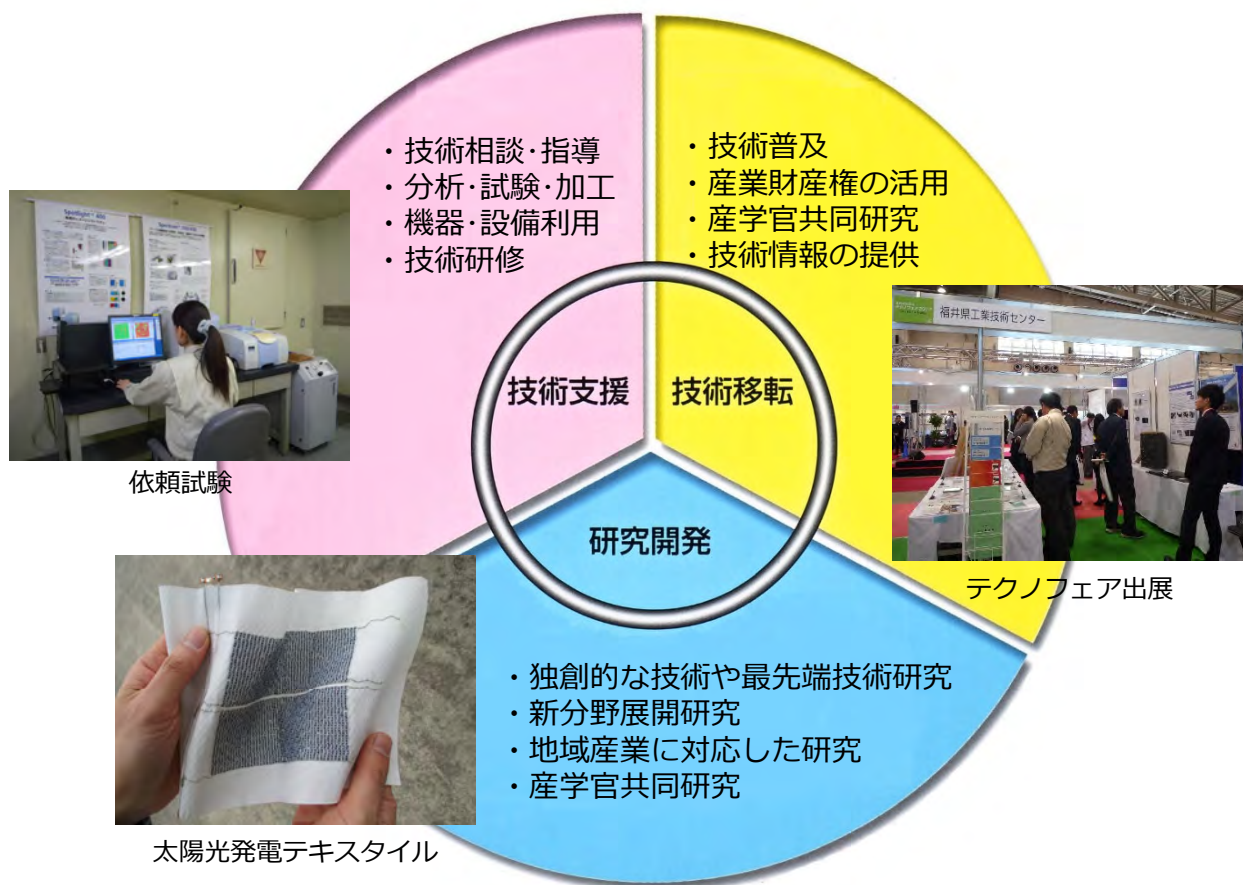 ・技術相談・指導
・分析・試験・加工
・機器・設備利用
・技術研修
・技術普及
・産業財産権の活用
・産学官共同研究
・技術情報の提供
福井県工業技術センター
技術支援
技術移転
研究開発
依頼試験
テクノフェア出展
・独創的な技術や最先端技術研究
・新分野展開研究
・地域産業に対応した研究
・産学官共同研究
太陽光発電テキスタイル